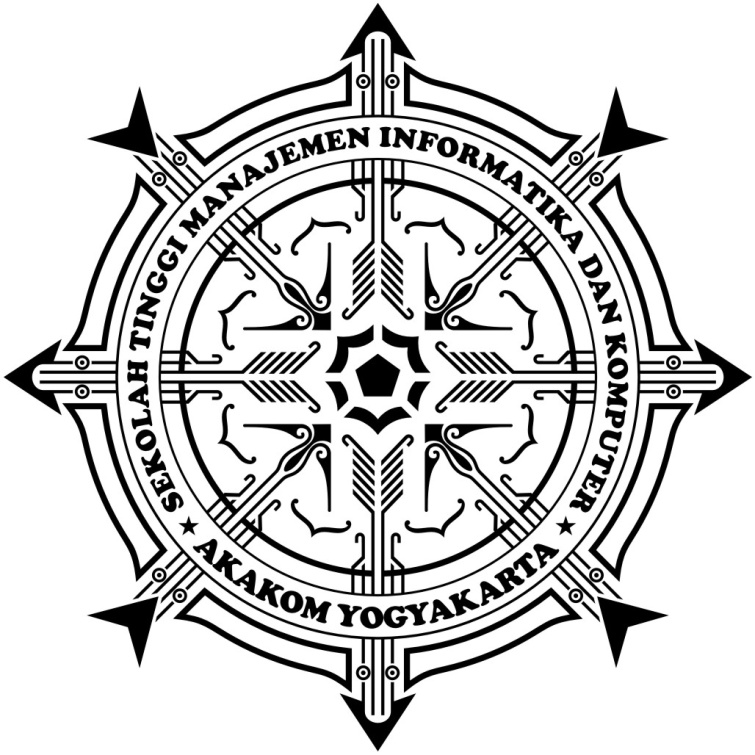 SEKOLAH TINGGI MANAJEMEN INFORMATIKA DAN KOMPUTER
AKAKOM YOGYAKARTA